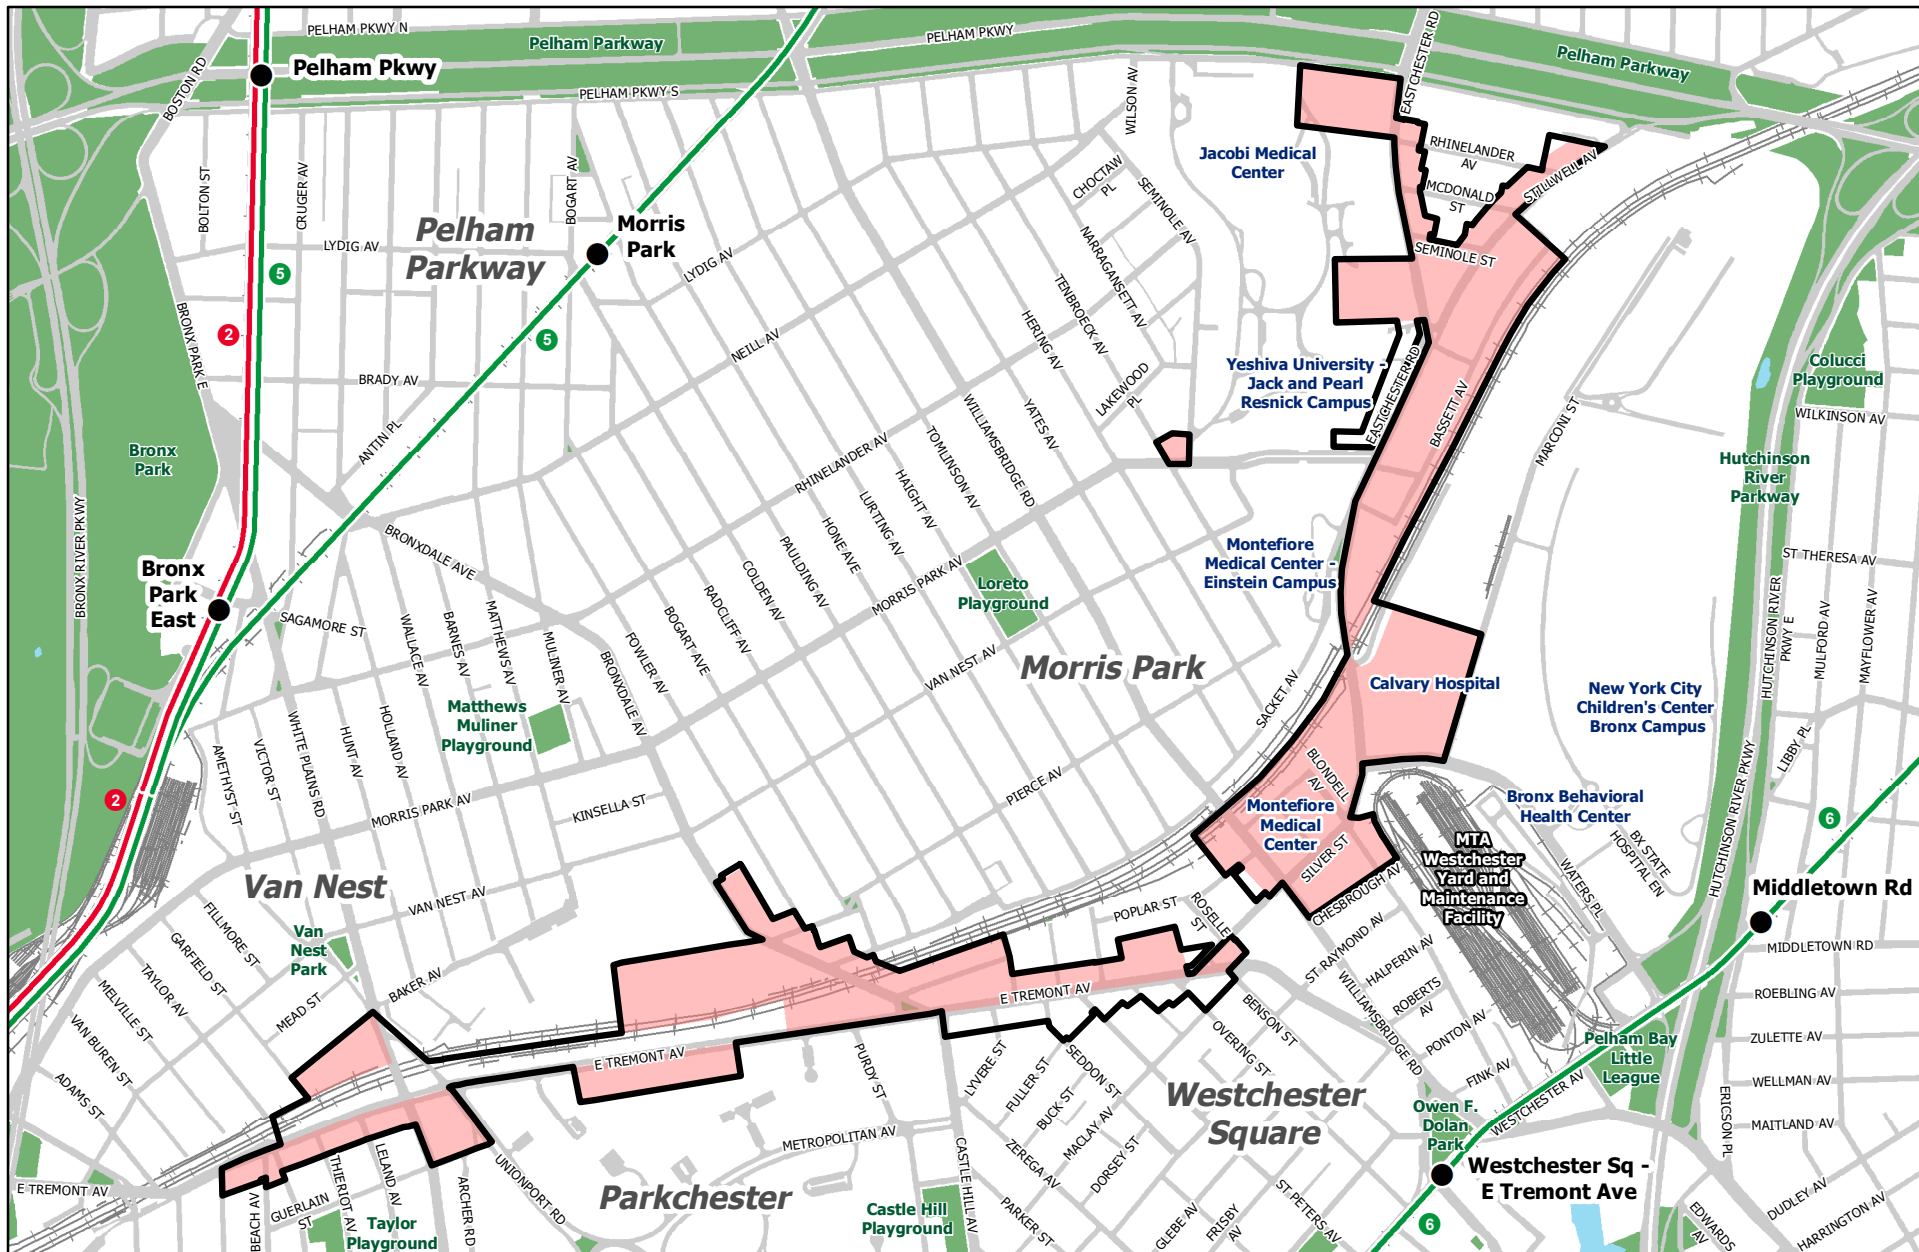 PELHAM PKWY N
Pelham Parkway
PELHAM PKWY
EASTCHESTER RD
Pelham Parkway
BOSTON RD
Pelham Pkwy
PELHAM PKWY S
WILSON AV
RHINELANDER
AV
STILLWELL AV
MCDONALD
ST
SEMINOLE ST
Jacobi Medical
Center
CHOCTAW
PL
SEMINOLE AV
NARRAGANSETT AV
TENBROECK AV
HERING AV
LAKEWOOD
PL
BOLTON ST
CRUGER AV
BOGART AV
LYDIG AV
Pelham
Parkway
Morris
Park
LYDIG AV
5
2
5
BRONX PARK E
NEILL AV
BRADY AV
ANTIN PL
Yeshiva University -
Jack and Pearl
Resnick Campus
EASTCHESTER RD
BASSETT AV
MARCONI ST
Colucci
Playground
WILKINSON AV
Hutchinson
River
Parkway
Bronx
Park
BRONX RIVER PKWY
RHINELANDER AV
WILLIAMSBRIDGE RD
YATES AV
TOMLINSON AV
HAIGHT AV
LURTING AV
HONE AVE
PAULDING AV
COLDEN AV
RADCLIFF AV
BOGART AVE
FOWLER AV
BRONXDALE AV
BRONXDALE AVE
MORRIS PARK AV
Loreto
Playground
Montefiore
Medical Center -
Einstein Campus
ST THERESA AV
HUTCHINSON RIVER
PKWY E
MULFORD AV
MAYFLOWER AV
Bronx
Park
East
SAGAMORE ST
WALLACE AV
BARNES AV
MATTHEWS AV
MULINER AV
VAN NEST AV
Morris Park
SACKET AV
Calvary Hospital
New York City
Children's Center
Bronx Campus
LIBBY PL
HUTCHINSON RIVER PKWY
Matthews
Muliner
Playground
AMETHYST ST
VICTOR ST
WHITE PLAINS RD
HUNT AV
HOLLAND AV
MORRIS PARK AV
KINSELLA ST
PIERCE AV
BLONDELL
AV
Montefiore
Medical
Center
SILVER ST
Bronx Behavioral
Health Center
BX STATE
HOSPITAL EN
WATERS PL
6
2
MTA
Westchester
Yard and
Maintenance
Facility
Van Nest
VAN NEST AV
Van
Nest
Park
FILLMORE ST
GARFIELD ST
TAYLOR AV
MELVILLE ST
VAN BUREN ST
ADAMS ST
MEAD ST
BAKER AV
POPLAR ST
ROSELLE
ST
CHESBROUGH AV
ST RAYMOND AV
HALPERIN AV
ROBERTS
AV
PONTON AV
FINK AV
WILLIAMSBRIDGE RD
Middletown Rd
MIDDLETOWN RD
ROEBLING AV
ZULETTE AV
WELLMAN AV
MAITLAND AV
ERICSON PL
Pelham Bay
Little
League
WESTCHESTER AV
E TREMONT AV
E TREMONT AV
BENSON ST
OVERING ST
SEDDON ST
FULLER ST
LYVERE ST
BUCK ST
MACLAY AV
DORSEY ST
ZEREGA AV
PURDY ST
Westchester
Square
Owen F.
Dolan
Park
METROPOLITAN AV
CASTLE HILL AV
Castle Hill
Playground
PARKER ST
GLEBE AV
FRISBY
AV
ST PETERS AV
Westchester Sq -
E Tremont Ave
6
DUDLEY AV
EDWARDS
AV
HARRINGTON AV
E TREMONT AV
BEACH AV
GUERLAIN
ST
THERIOT AV
LELAND AV
ARCHER RD
UNIONPORT RD
Taylor
Playground
Parkchester